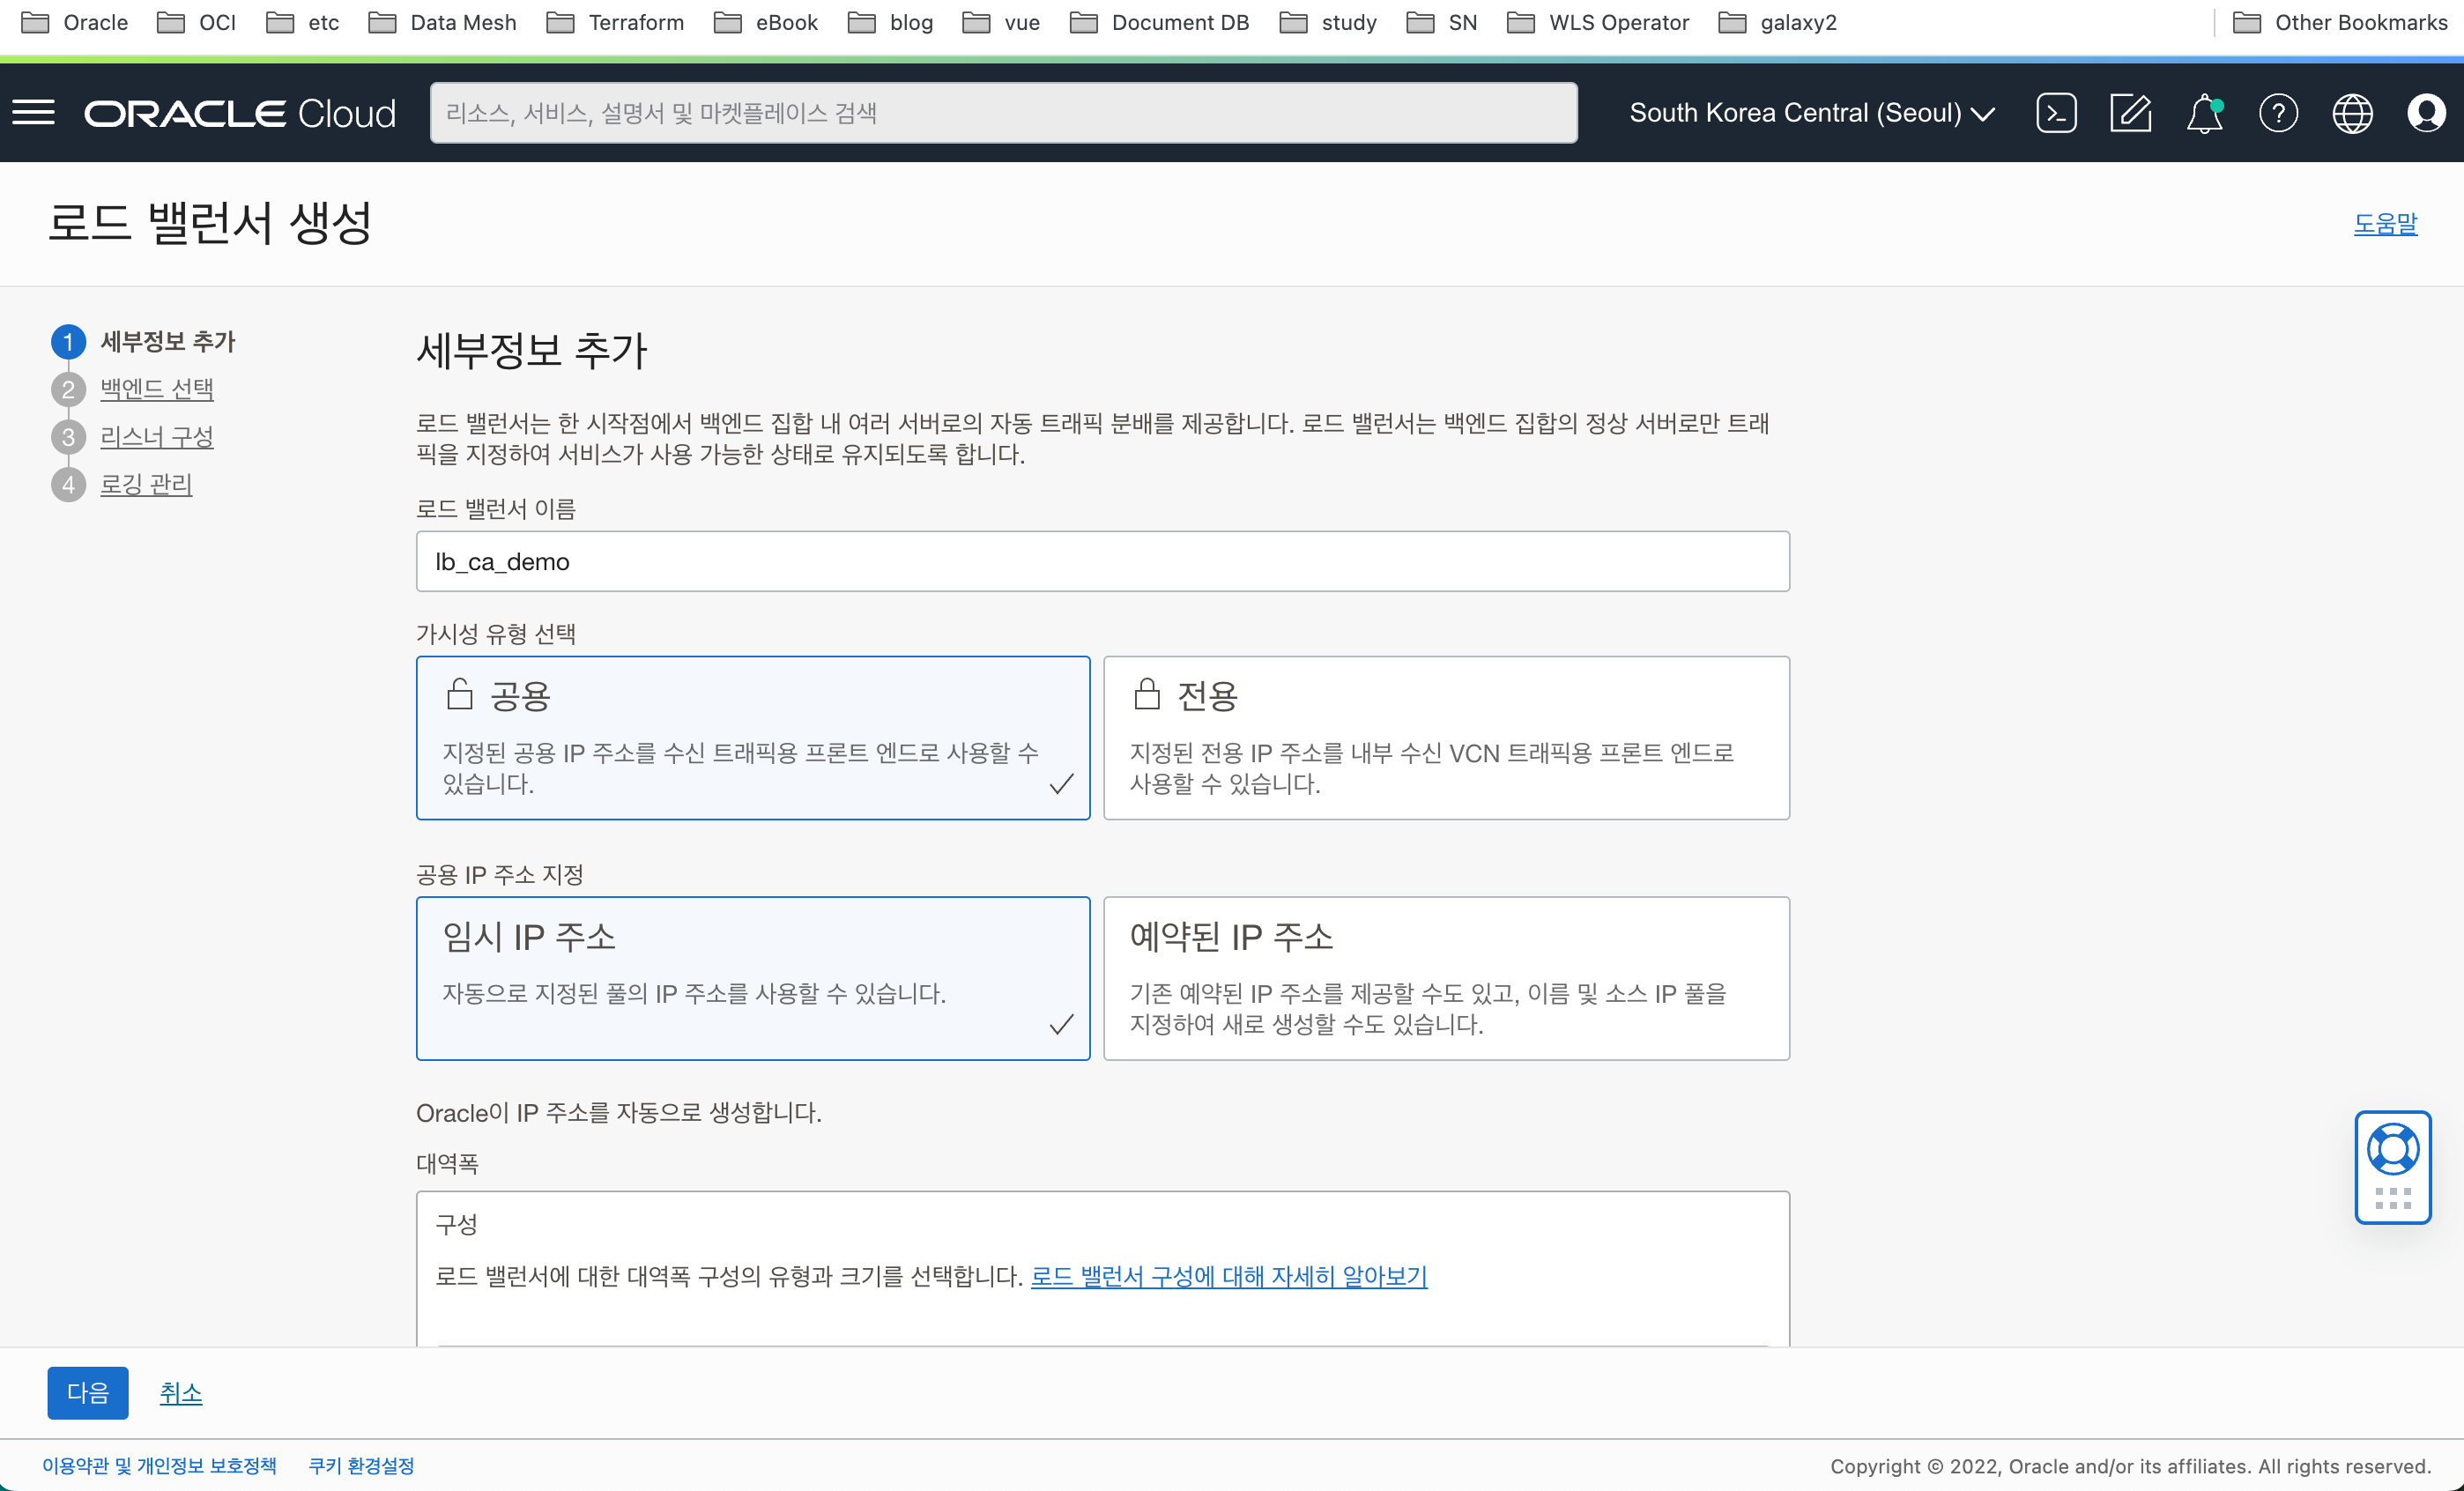 Oracle OCI etc Data Mesh Terraform eBook blog vue Document DB study SN WLS Operator galaxy2 Other Bookmarks
ORACLE Cloud 리소스, 서비스, 설명서 및 마켓플레이스 검색 South Korea Central (Seoul)
로드 밸런서 생성 도움말
1 세부정보 추가
2 백엔드 선택
3 리스너 구성
4 로깅 관리
세부정보 추가
로드 밸런서는 한 시작점에서 백엔드 집합 내 여러 서버로의 자동 트래픽 분배를 제공합니다. 로드 밸런서는 백엔드 집합의 정상 서버로만 트래
픽을 지정하여 서비스가 사용 가능한 상태로 유지되도록 합니다.
로드 밸런서 이름
lb_ca_demo
가시성 유형 선택
공용
지정된 공용 IP 주소를 수신 트래픽용 프론트 엔드로 사용할 수
있습니다.
전용
지정된 전용 IP 주소를 내부 수신 VCN 트래픽용 프론트 엔드로
사용할 수 있습니다.
공용 IP 주소 지정
임시 IP 주소
자동으로 지정된 풀의 IP 주소를 사용할 수 있습니다.
예약된 IP 주소
기존 예약된 IP 주소를 제공할 수도 있고, 이름 및 소스 IP 풀을
지정하여 새로 생성할 수도 있습니다.
Oracle이 IP 주소를 자동으로 생성합니다.
대역폭
구성
로드 밸런서에 대한 대역폭 구성의 유형과 크기를 선택합니다. 로드 밸런서 구성에 대해 자세히 알아보기
다음 취소
이용약관 및 개인정보 보호정책 쿠키 환경설정 Copyright © 2022, Oracle and/or its affiliates. All rights reserved.